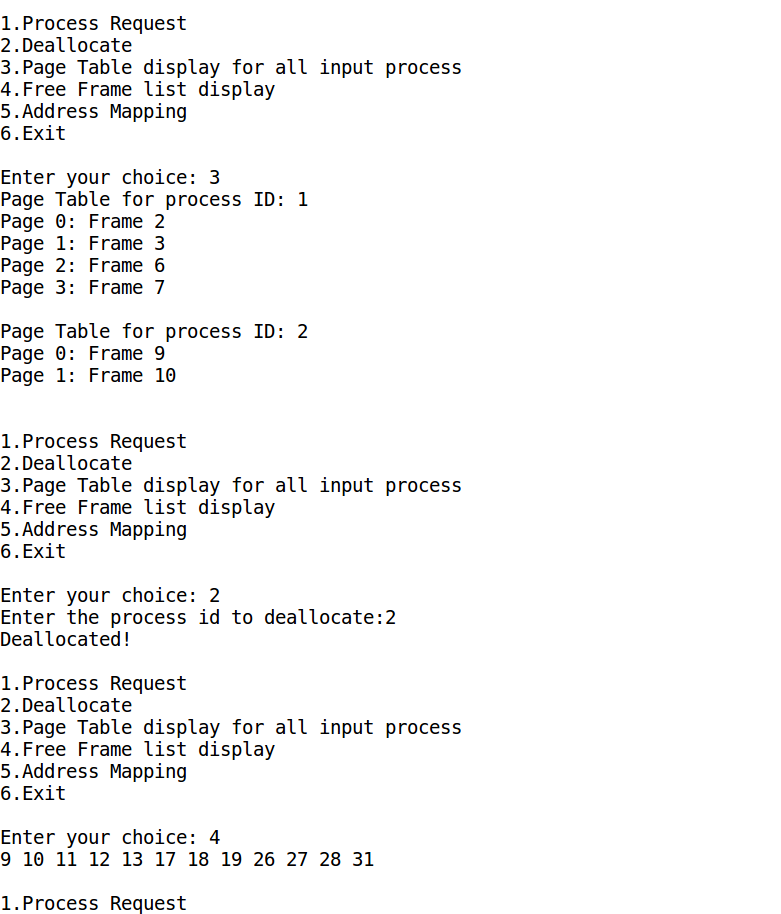 1.Process Request
2.Deallocate
3.Page Table display for all input process
4.Free Frame list display
5.Address Mapping
6.Exit
Enter your choice: 3
Page Table for process ID: 1
Page 0: Frame 2
Page 1: Frame 3
Page 2: Frame 6
Page 3: Frame 7
Page Table for process ID: 2
Page 0: Frame 9
Page 1: Frame 10
1.Process Request
2.Deallocate
3.Page Table display for all input process
4.Free Frame list display
5.Address Mapping
6.Exit
Enter your choice: 2
Enter the process id to deallocate:2
Deallocated!
1.Process Request
2.Deallocate
3.Page Table display for all input process
4.Free Frame list display
5.Address Mapping
6.Exit
Enter your choice: 4
9 10 11 12 13 17 18 19 26 27 28 31
1.Process Request